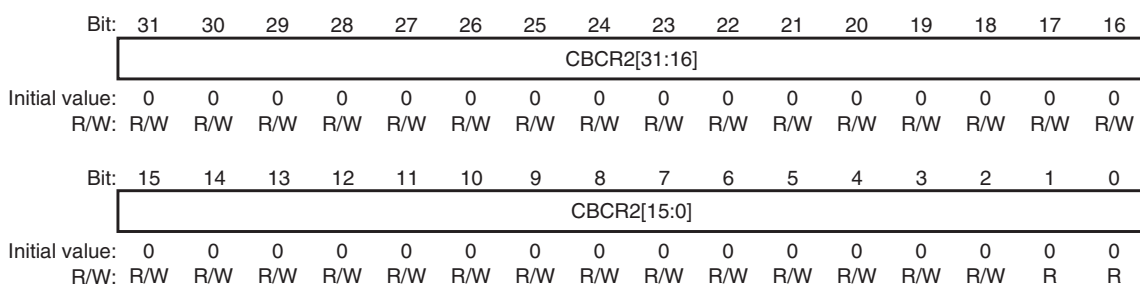 Bit: 31 30 29 28 27 26 25 24 23 22 21 20 19 18 17 16
CBCR2[31:16]
Initial value: 0 0 0 0 0 0 0 0 0 0 0 0 0 0 0 0
R/W: R/W R/W R/W R/W R/W R/W R/W R/W R/W R/W R/W R/W R/W R/W R/W R/W
Bit: 15 14 13 12 11 10 9 8 7 6 5 4 3 2 1 0
CBCR2[15:0]
Initial value: 0 0 0 0 0 0 0 0 0 0 0 0 0 0 0 0
R/W: R/W R/W R/W R/W R/W R/W R/W R/W R/W R/W R/W R/W R/W R/W R R